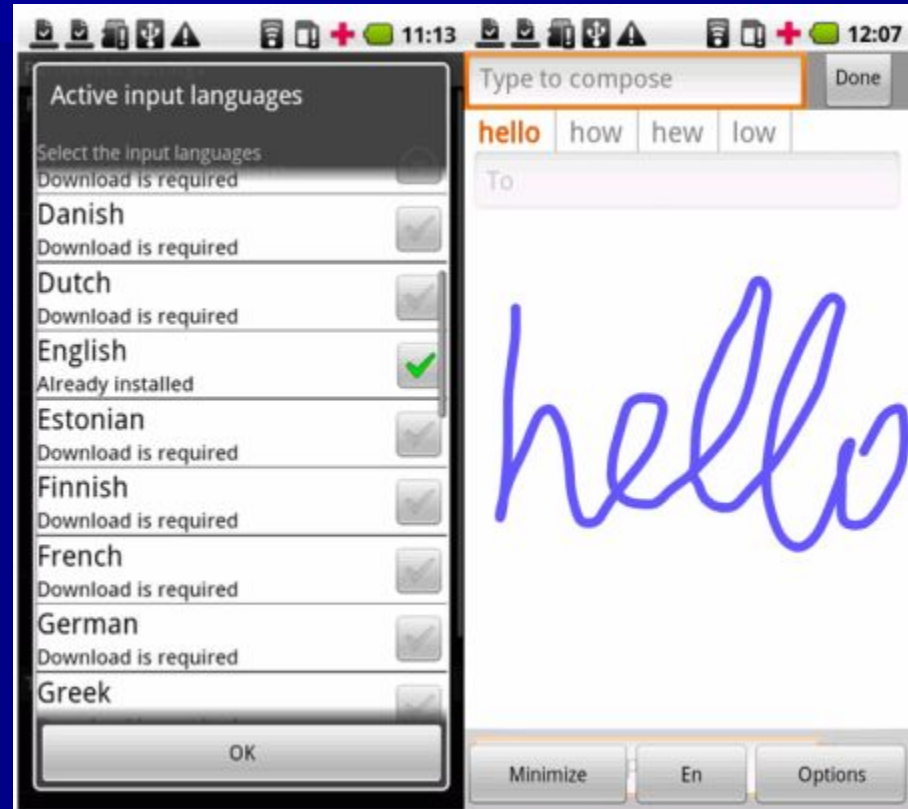 11:13
Active input languages
Select the input languages
Download is required
Danish
Download is required
Dutch
Download is required
English
Already installed
Estonian
Download is required
Finnish
Download is required
French
Download is required
German
Download is required
Greek
OK
12:07
Type to compose
Done
hello how hew low
To
hello
Minimize En Options